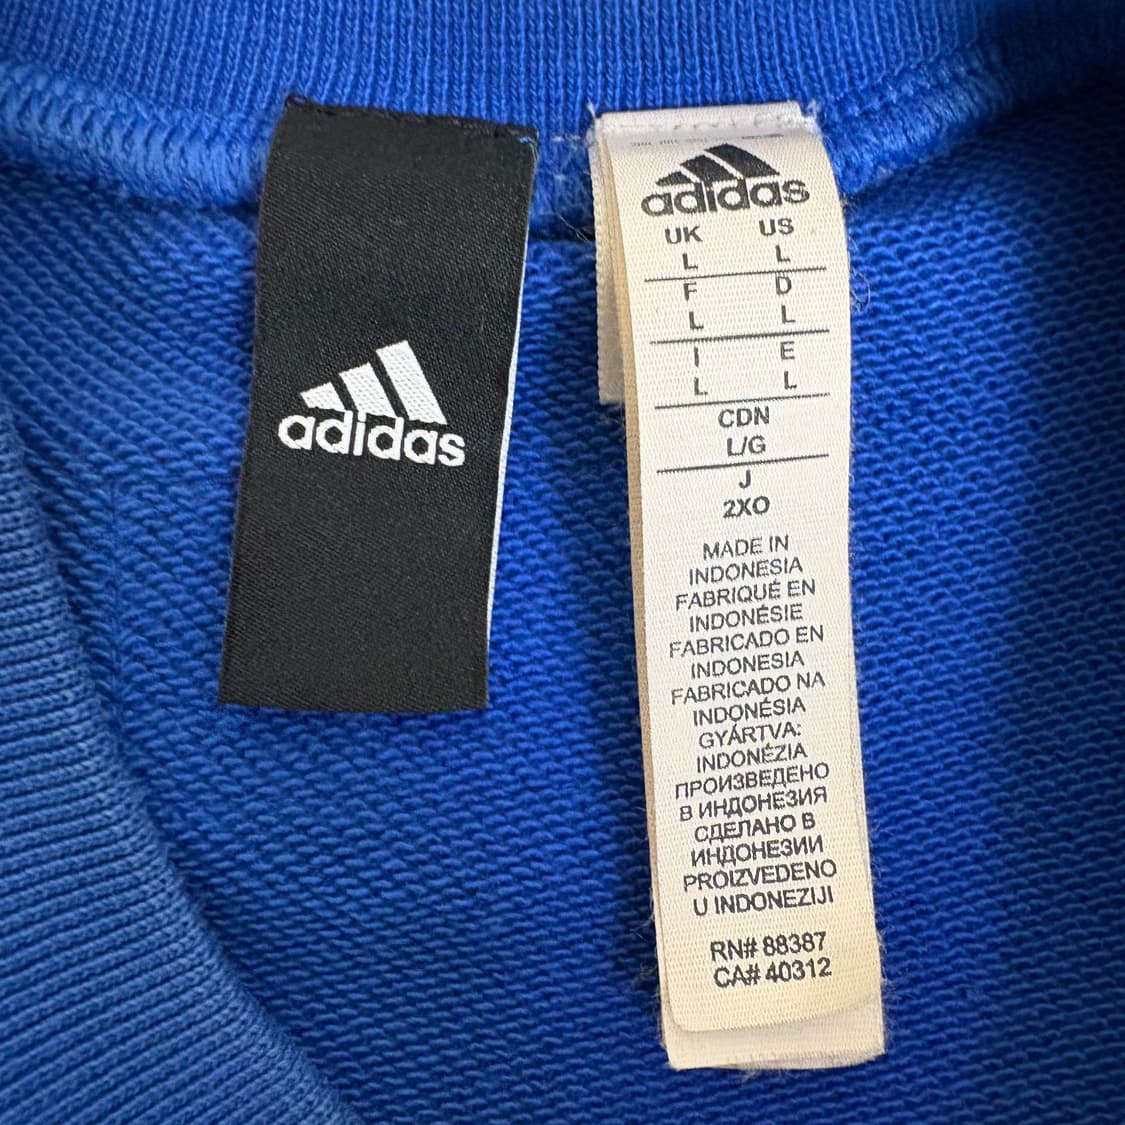 adidas
adidas
UK US
L L
F D
L L
I E
L L
CDN
L/G
J
2XO
MADE IN
INDONESIA
FABRIQUÉ EN
INDONÉSIE
FABRICADO EN
INDONESIA
FABRICADO NA
INDONÉSIA
GYÁRTVA:
INDONÉZIA
ПРОИЗВЕДЕНО
В ИНДОНЕЗИЯ
СДЕЛАНО В
ИНДОНЕЗИИ
PROIZVEDENO
U INDONEZIJI
RN# 88387
CA# 40312